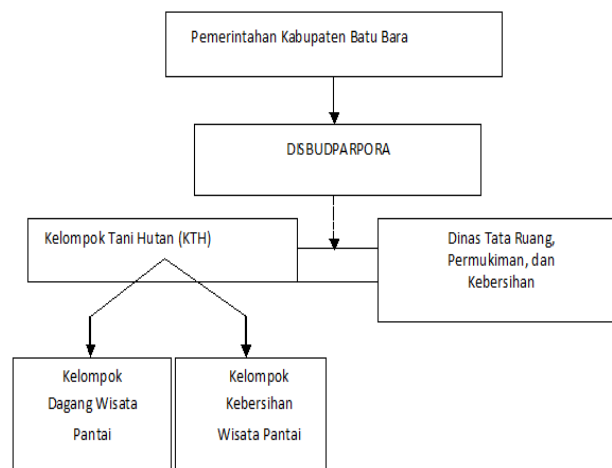 Pemerintahan Kabupaten Batu Bara
DISBUDPARPORA
Kelompok Tani Hutan (KTH)
Dinas Tata Ruang,
Permukiman, dan
Kebersihan
Kelompok
Dagang Wisata
Pantai
Kelompok
Kebersihan
Wisata Pantai